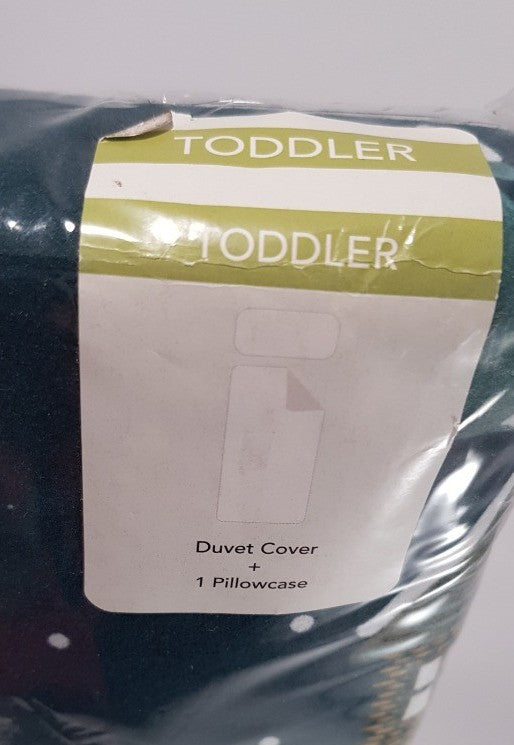 TODDLER
TODDLER
Duvet Cover
+
1 Pillowcase